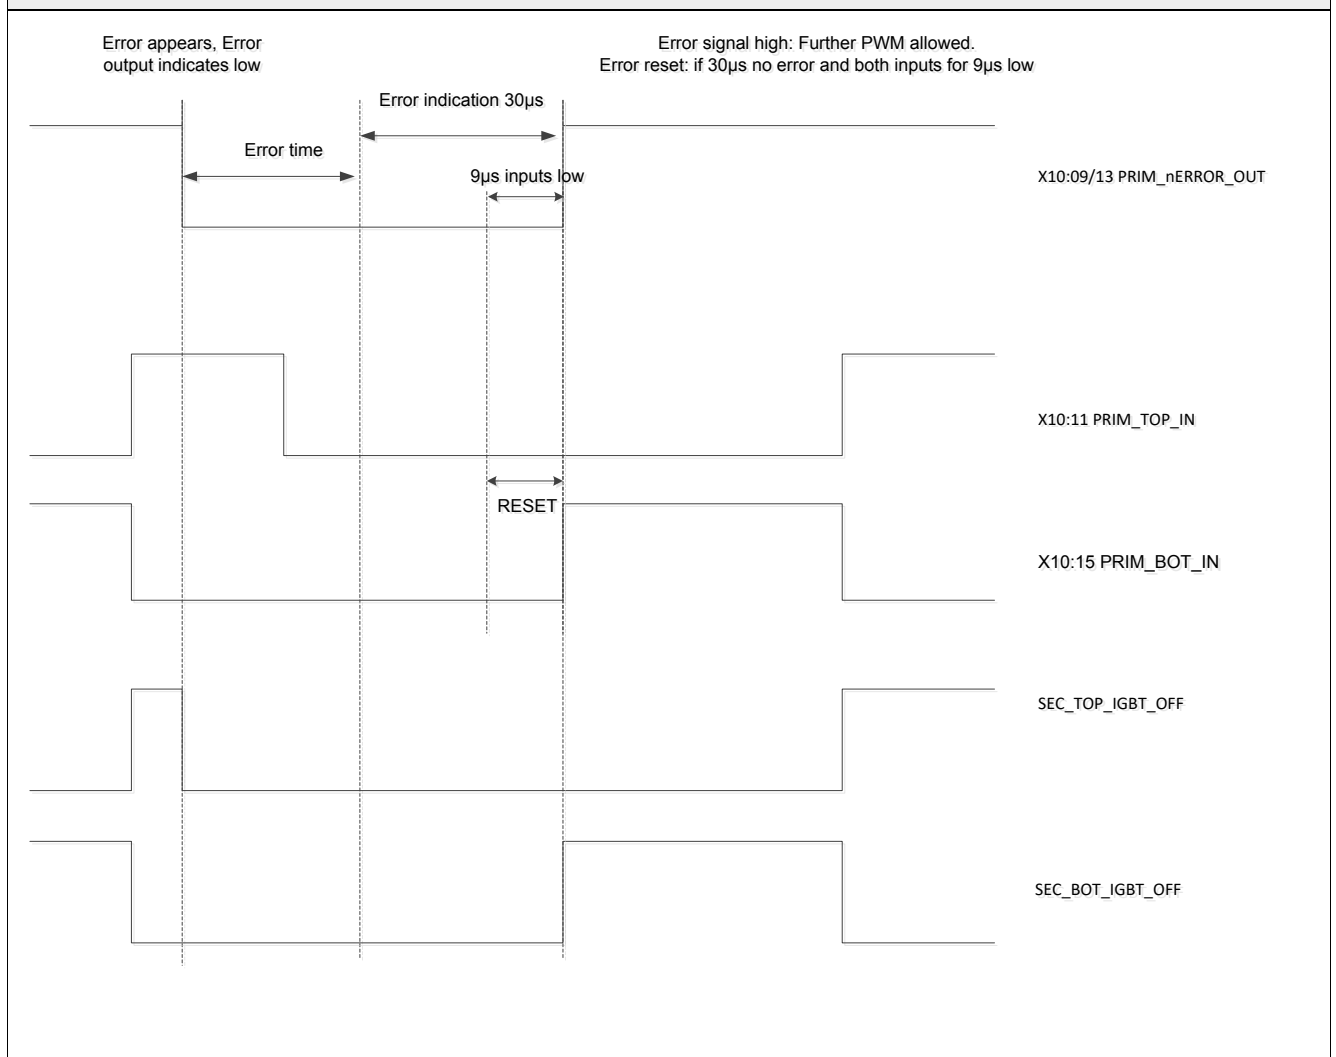 Error appears, Error
output indicates low
Error signal high: Further PWM allowed.
Error reset: if 30µs no error and both inputs for 9µs low
Error indication 30µs
Error time
9µs inputs low
X10:09/13 PRIM_nERROR_OUT
X10:11 PRIM_TOP_IN
RESET
X10:15 PRIM_BOT_IN
SEC_TOP_IGBT_OFF
SEC_BOT_IGBT_OFF